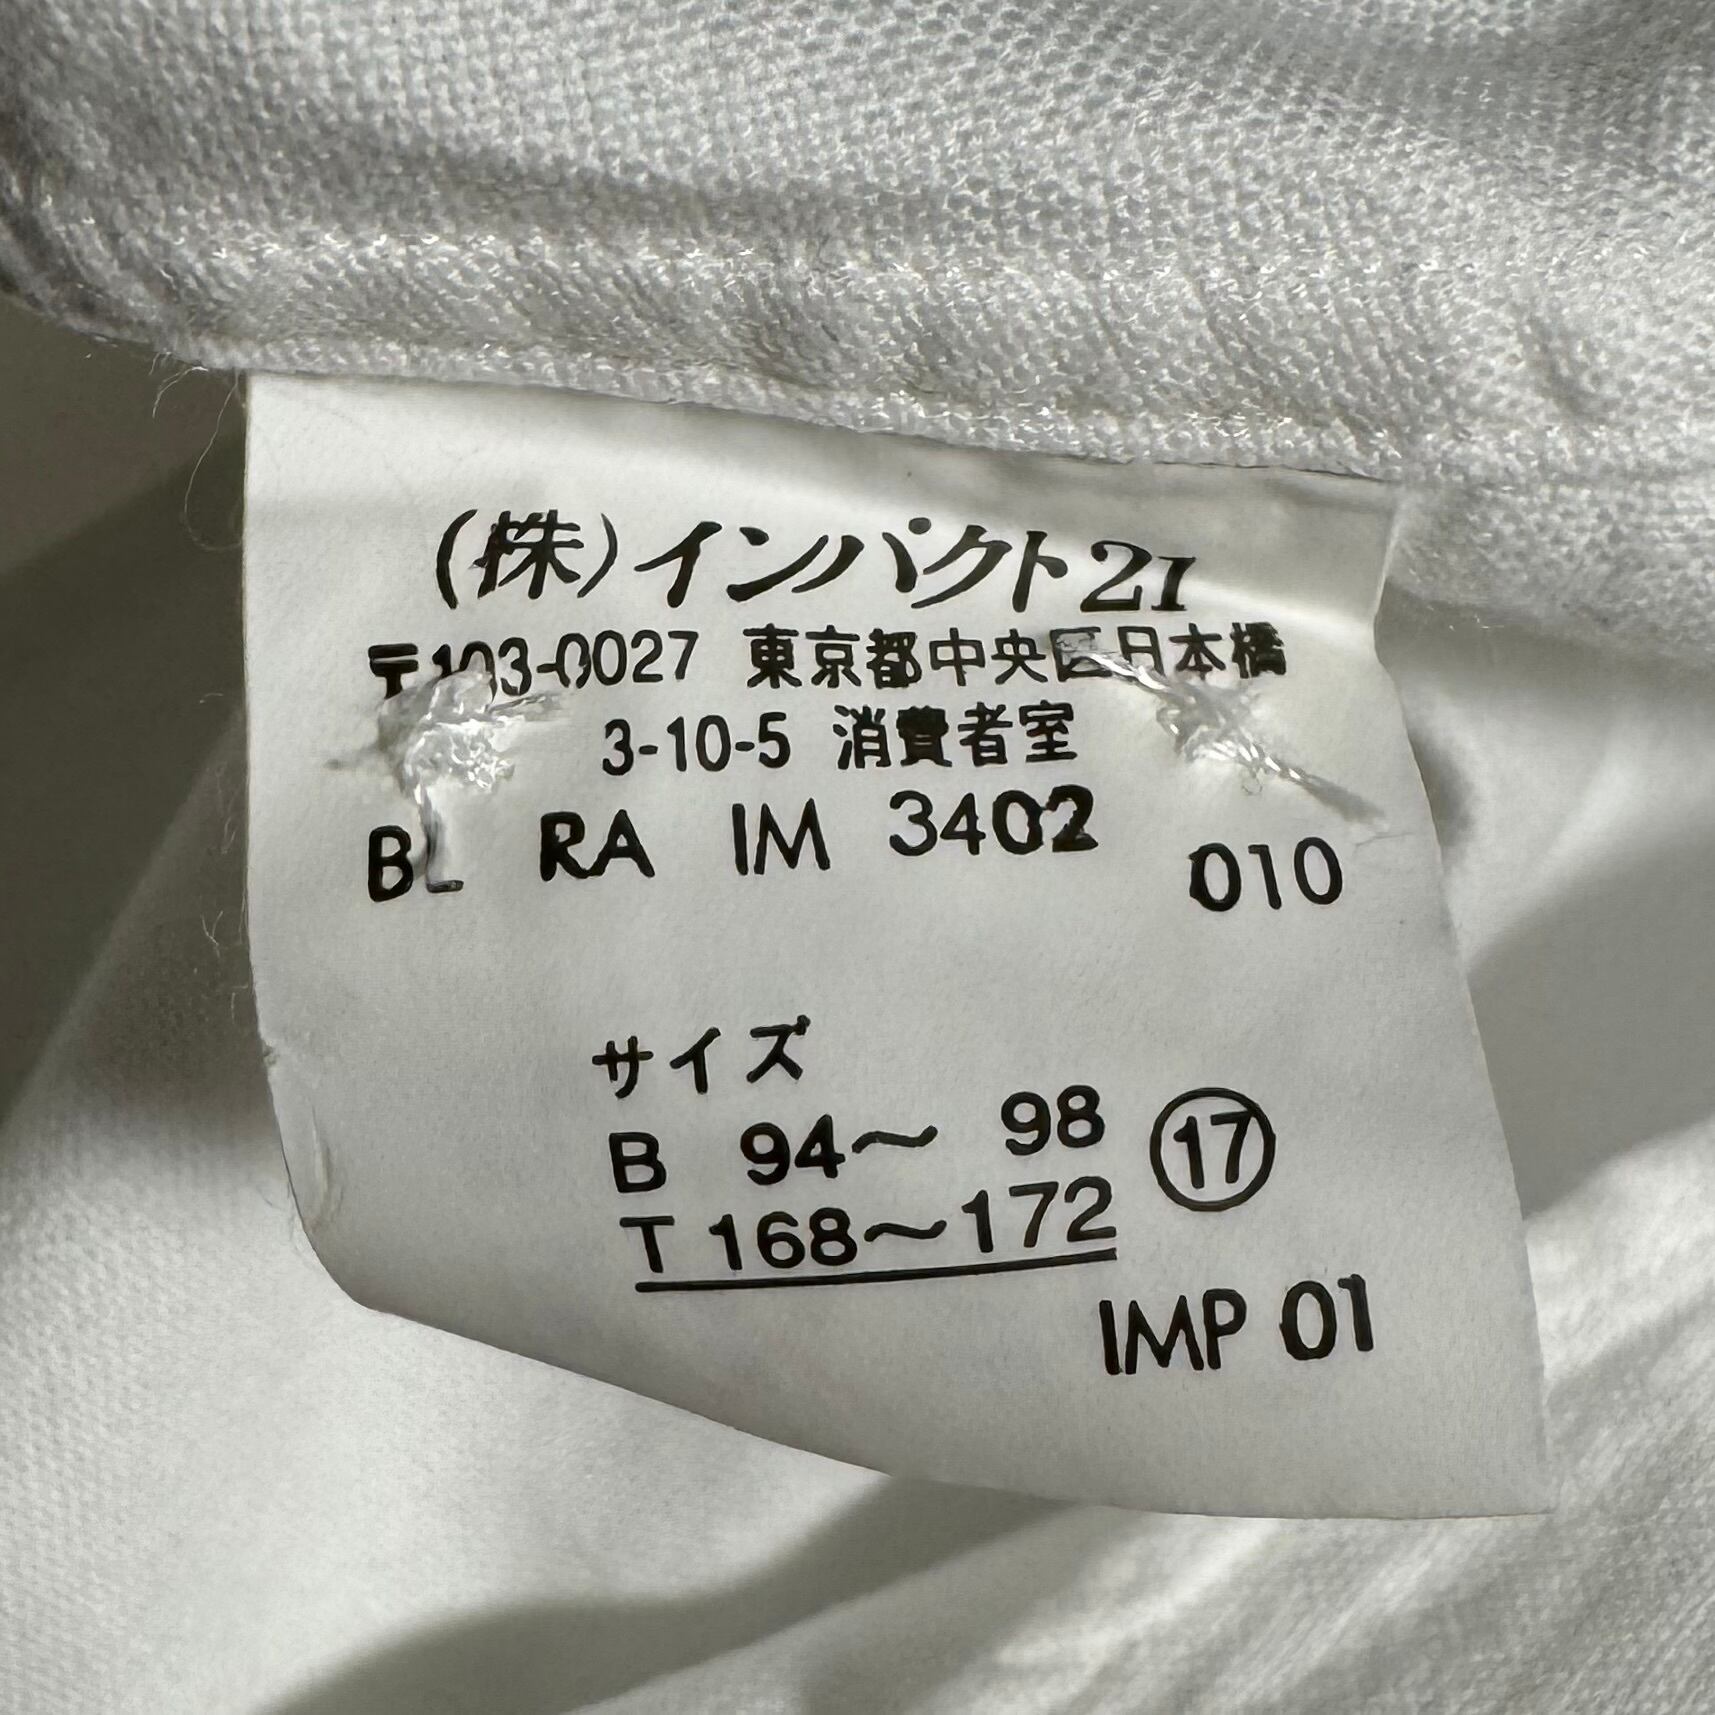 (株)インパクト21
〒103-0027 東京都中央区日本橋
3-10-5 消費者室
BL RA IM 3402 010
サイズ
B 94～98 ⑰
T 168～172
IMP 01